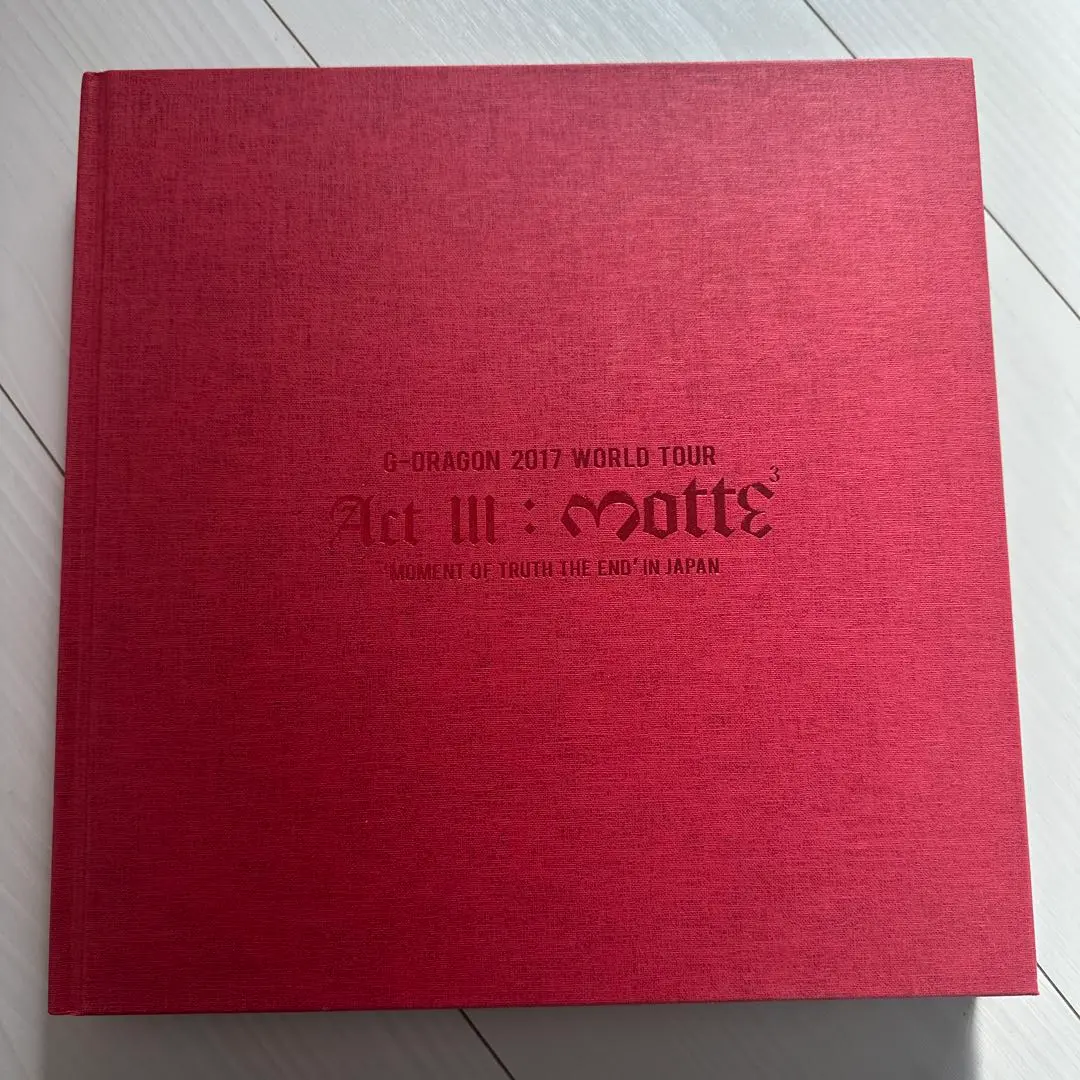 G-DRAGON 2017 WORLD TOUR
Act III : Motte³
'MOMENT OF TRUTH THE END' IN JAPAN